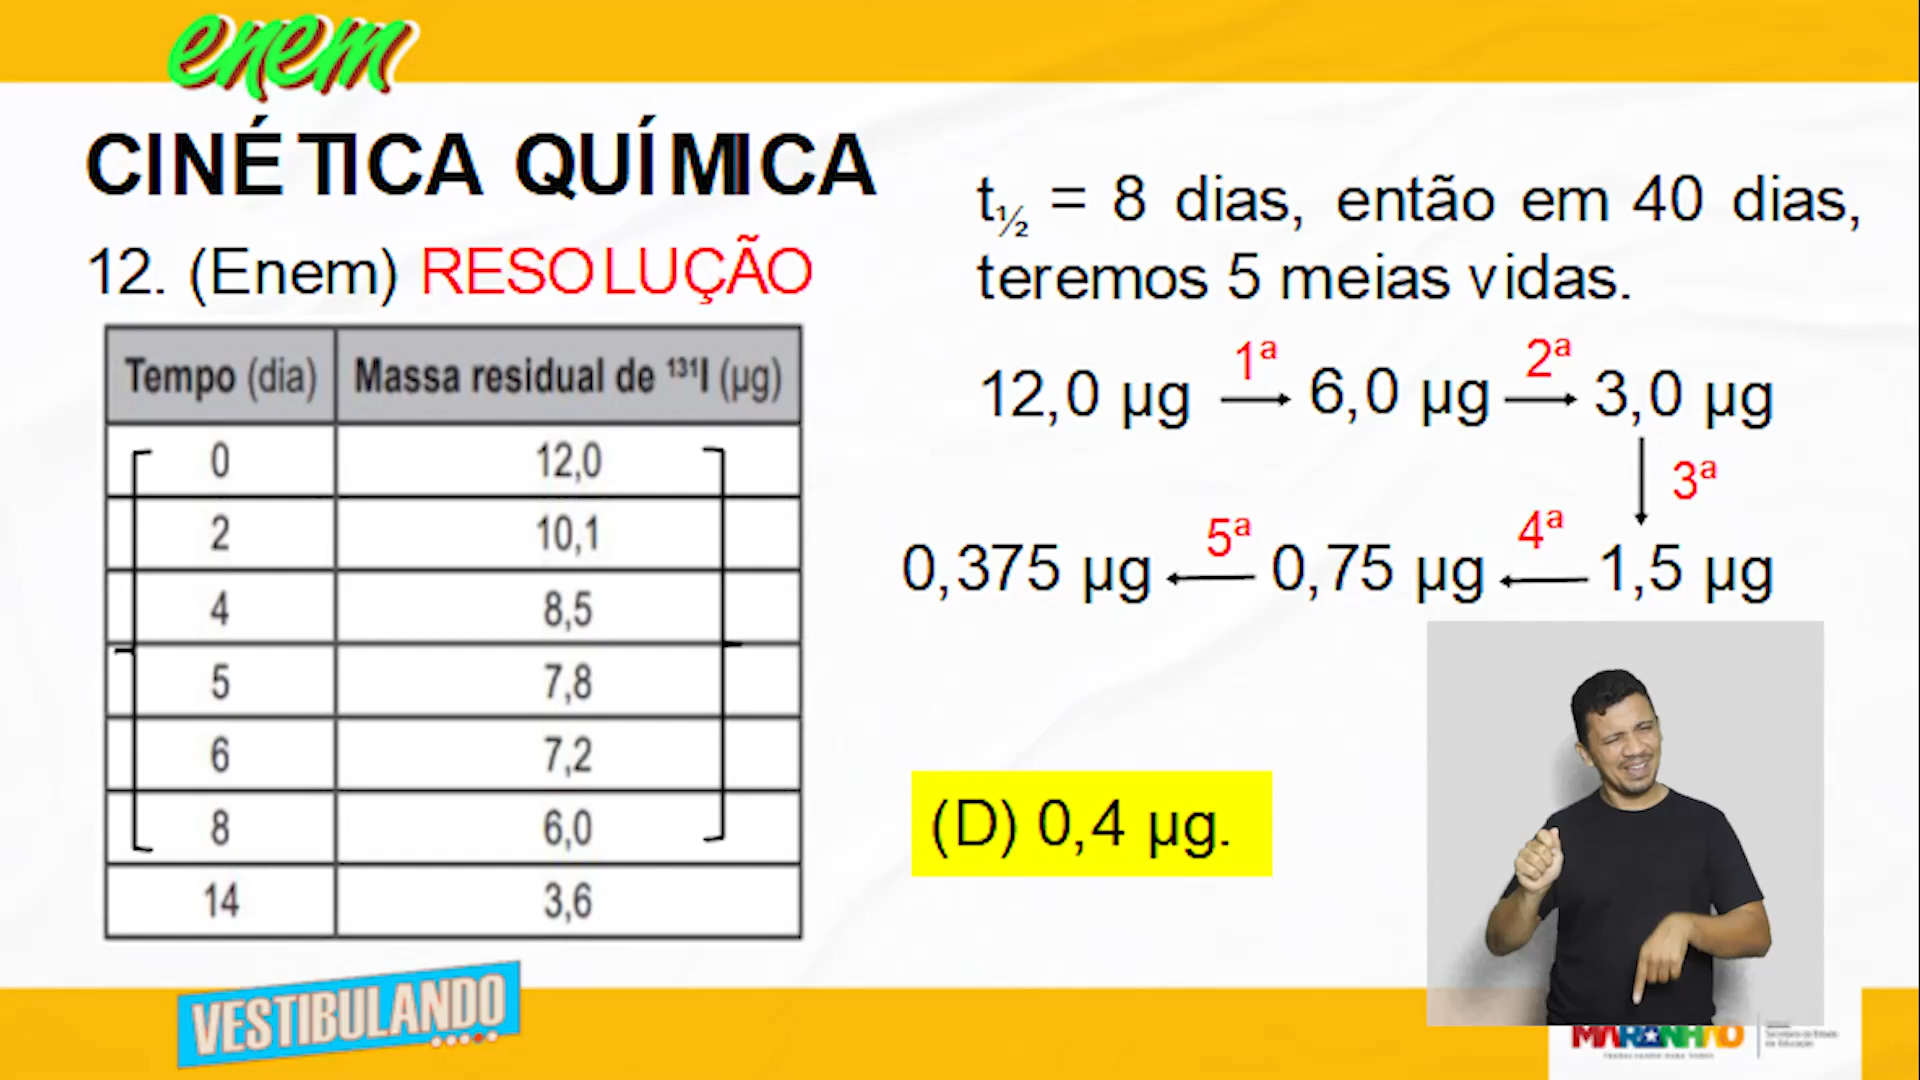 enem
CINÉTICA QUÍMICA
12. (Enem) RESOLUÇÃO
Tempo (dia) Massa residual de ¹³¹I (µg)
0 12,0
2 10,1
4 8,5
5 7,8
6 7,2
8 6,0
14 3,6
t½ = 8 dias, então em 40 dias,
teremos 5 meias vidas.
1ª 2ª
12,0 µg 6,0 µg 3,0 µg
3ª
5ª 4ª
0,375 µg 0,75 µg 1,5 µg
(D) 0,4 µg.
VESTIBULANDO
MARANHÃO